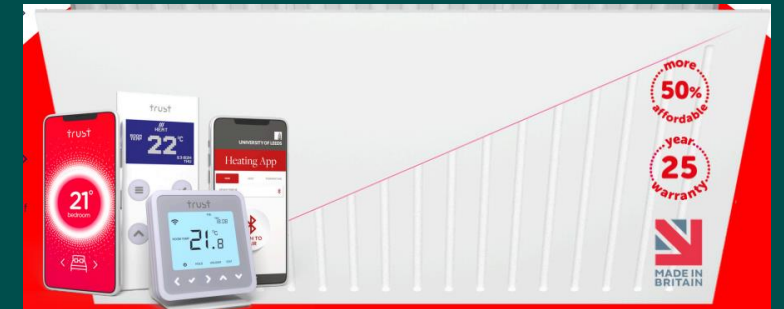 trust
21°
bedroom
trust
HEAT
22°C
trust
21.8
°C
UNIVERSITY OF LEEDS
Heating App
more
50%
affordable
year
25
warranty
MADE IN
BRITAIN